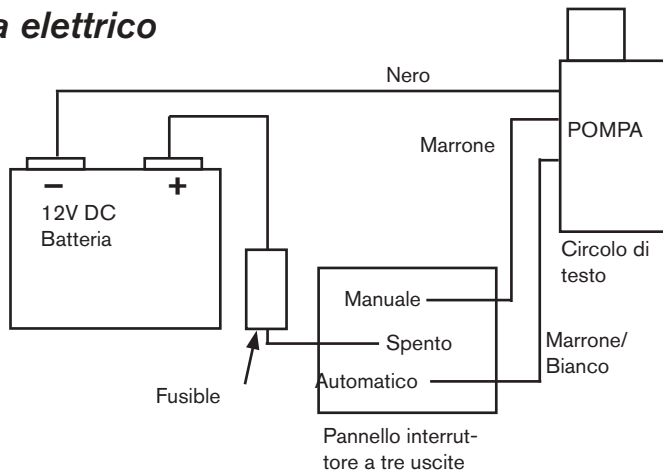 a elettrico
Nero
Marrone
POMPA
− +
12V DC
Batteria
Circolo di
testo
Manuale
Spento
Automatico
Marrone/
Bianco
Fusible
Pannello interrut-
tore a tre uscite